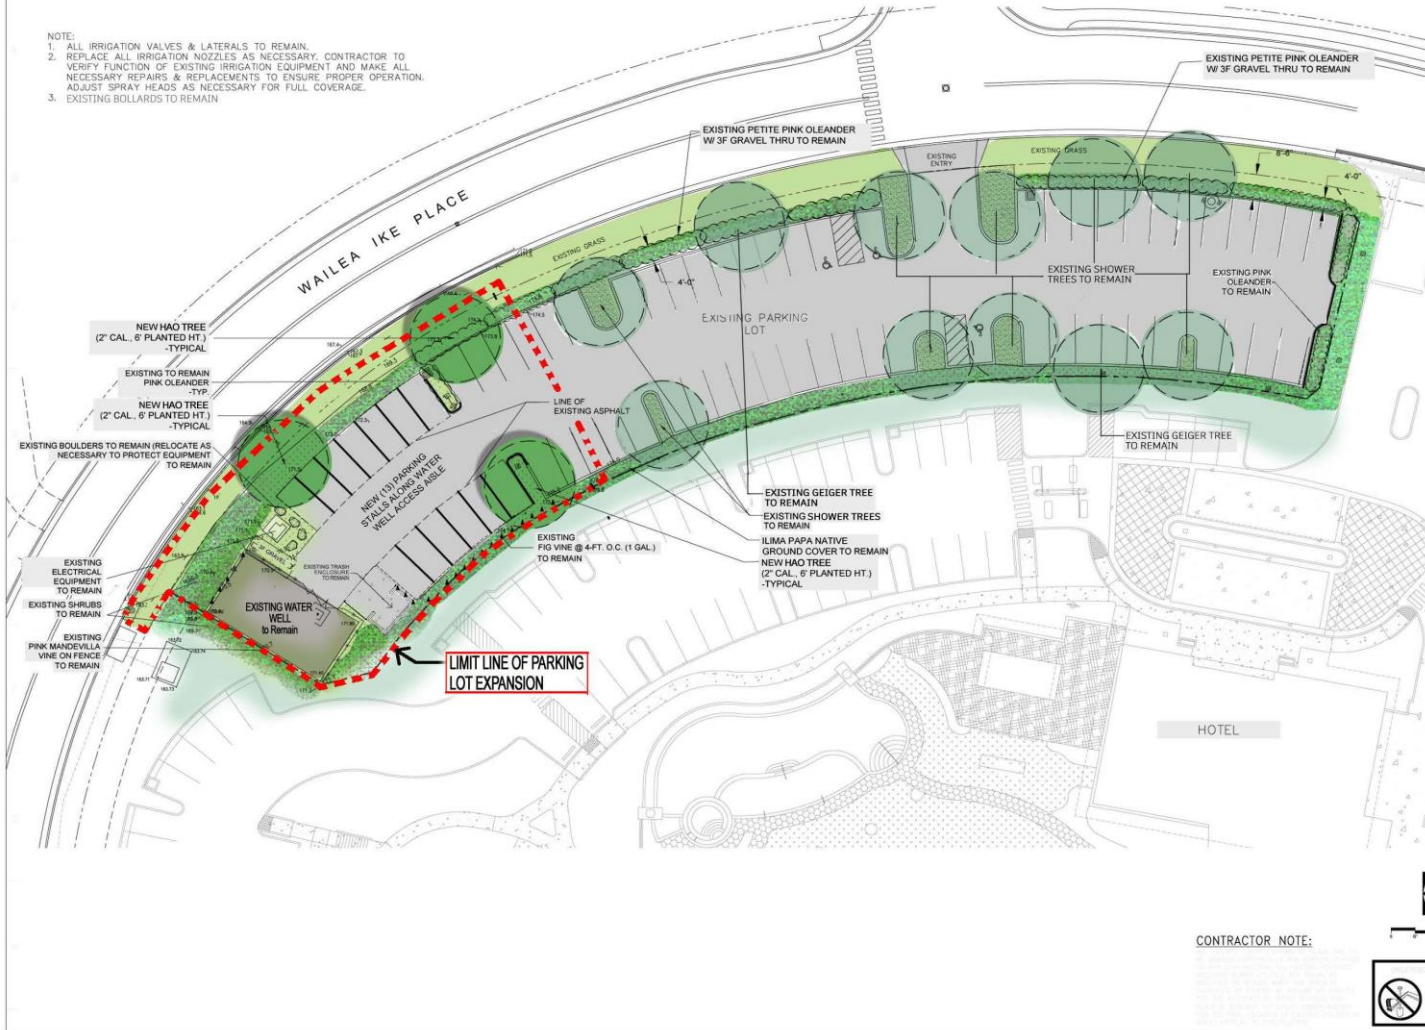 NOTE:
1. ALL IRRIGATION VALVES & LATERALS TO REMAIN.
2. REPLACE ALL IRRIGATION NOZZLES AS NECESSARY. CONTRACTOR TO
VERIFY FUNCTION OF EXISTING IRRIGATION EQUIPMENT AND MAKE ALL
NECESSARY REPAIRS & REPLACEMENTS TO ENSURE PROPER OPERATION.
ADJUST SPRAY HEADS AS NECESSARY FOR FULL COVERAGE.
3. EXISTING BOLLARDS TO REMAIN
EXISTING PETITE PINK OLEANDER
W/ 3F GRAVEL THRU TO REMAIN
EXISTING PETITE PINK OLEANDER
W/ 3F GRAVEL THRU TO REMAIN
EXISTING
ENTRY
EXISTING GRASS
8'-6"
4'-0"
WAILEA IKE PLACE
EXISTING GRASS
4'-0"
EXISTING SHOWER
TREES TO REMAIN
EXISTING PINK
OLEANDER
TO REMAIN
EXISTING PARKING
LOT
NEW HAO TREE
(2" CAL., 6' PLANTED HT.)
-TYPICAL
EXISTING TO REMAIN
PINK OLEANDER
-TYP.
NEW HAO TREE
(2" CAL., 6' PLANTED HT.)
-TYPICAL
EXISTING BOULDERS TO REMAIN (RELOCATE AS
NECESSARY TO PROTECT EQUIPMENT
TO REMAIN
LINE OF
EXISTING ASPHALT
NEW (13) PARKING
STALLS ALONG WATER
WELL ACCESS AISLE
EXISTING GEIGER TREE
TO REMAIN
EXISTING GEIGER TREE
TO REMAIN
EXISTING SHOWER TREES
TO REMAIN
ILIMA PAPA NATIVE
GROUND COVER TO REMAIN
NEW HAO TREE
(2" CAL., 6' PLANTED HT.)
-TYPICAL
EXISTING
FIG VINE @ 4-FT. O.C. (1 GAL.)
TO REMAIN
3F GRAVEL
EXISTING TRASH
ENCLOSURE
TO REMAIN
EXISTING
ELECTRICAL
EQUIPMENT
TO REMAIN
EXISTING SHRUBS
TO REMAIN
EXISTING
PINK MANDEVILLA
VINE ON FENCE
TO REMAIN
EXISTING WATER
WELL
to Remain
LIMIT LINE OF PARKING
LOT EXPANSION
HOTEL
CONTRACTOR NOTE: